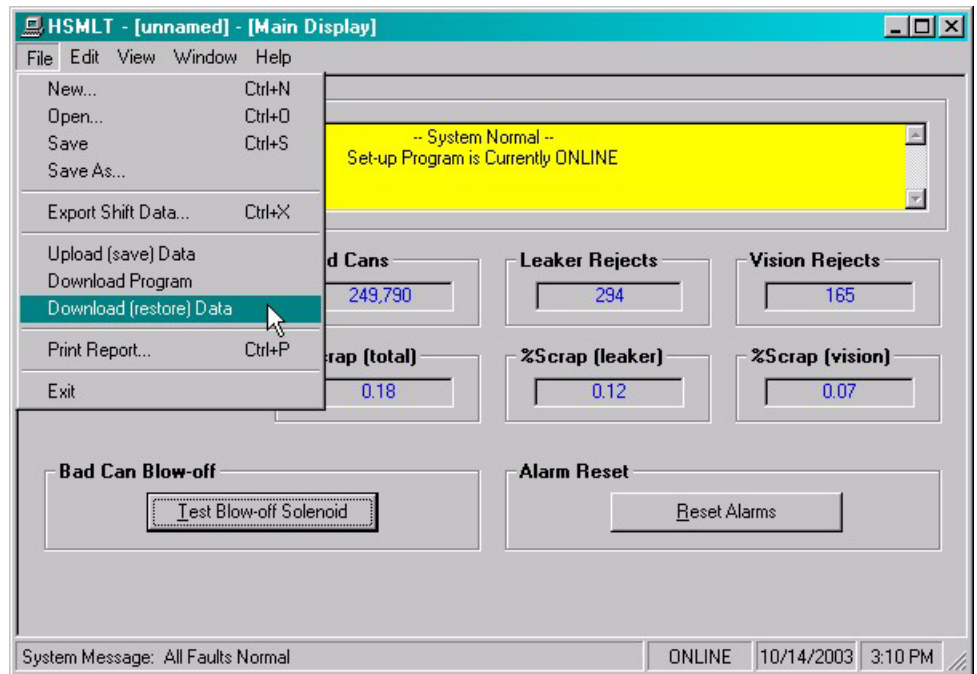 HSMLT - [unnamed] - [Main Display]
File Edit View Window Help
New... Ctrl+N
Open... Ctrl+O
Save Ctrl+S
Save As...
Export Shift Data... Ctrl+X
Upload (save) Data
Download Program
Download (restore) Data
Print Report... Ctrl+P
Exit
-- System Normal --
Set-up Program is Currently ONLINE
Cans Leaker Rejects Vision Rejects
249,790 294 165
(total) %Scrap (leaker) %Scrap (vision)
0.18 0.12 0.07
Bad Can Blow-off Alarm Reset
Test Blow-off Solenoid Reset Alarms
System Message: All Faults Normal ONLINE 10/14/2003 3:10 PM